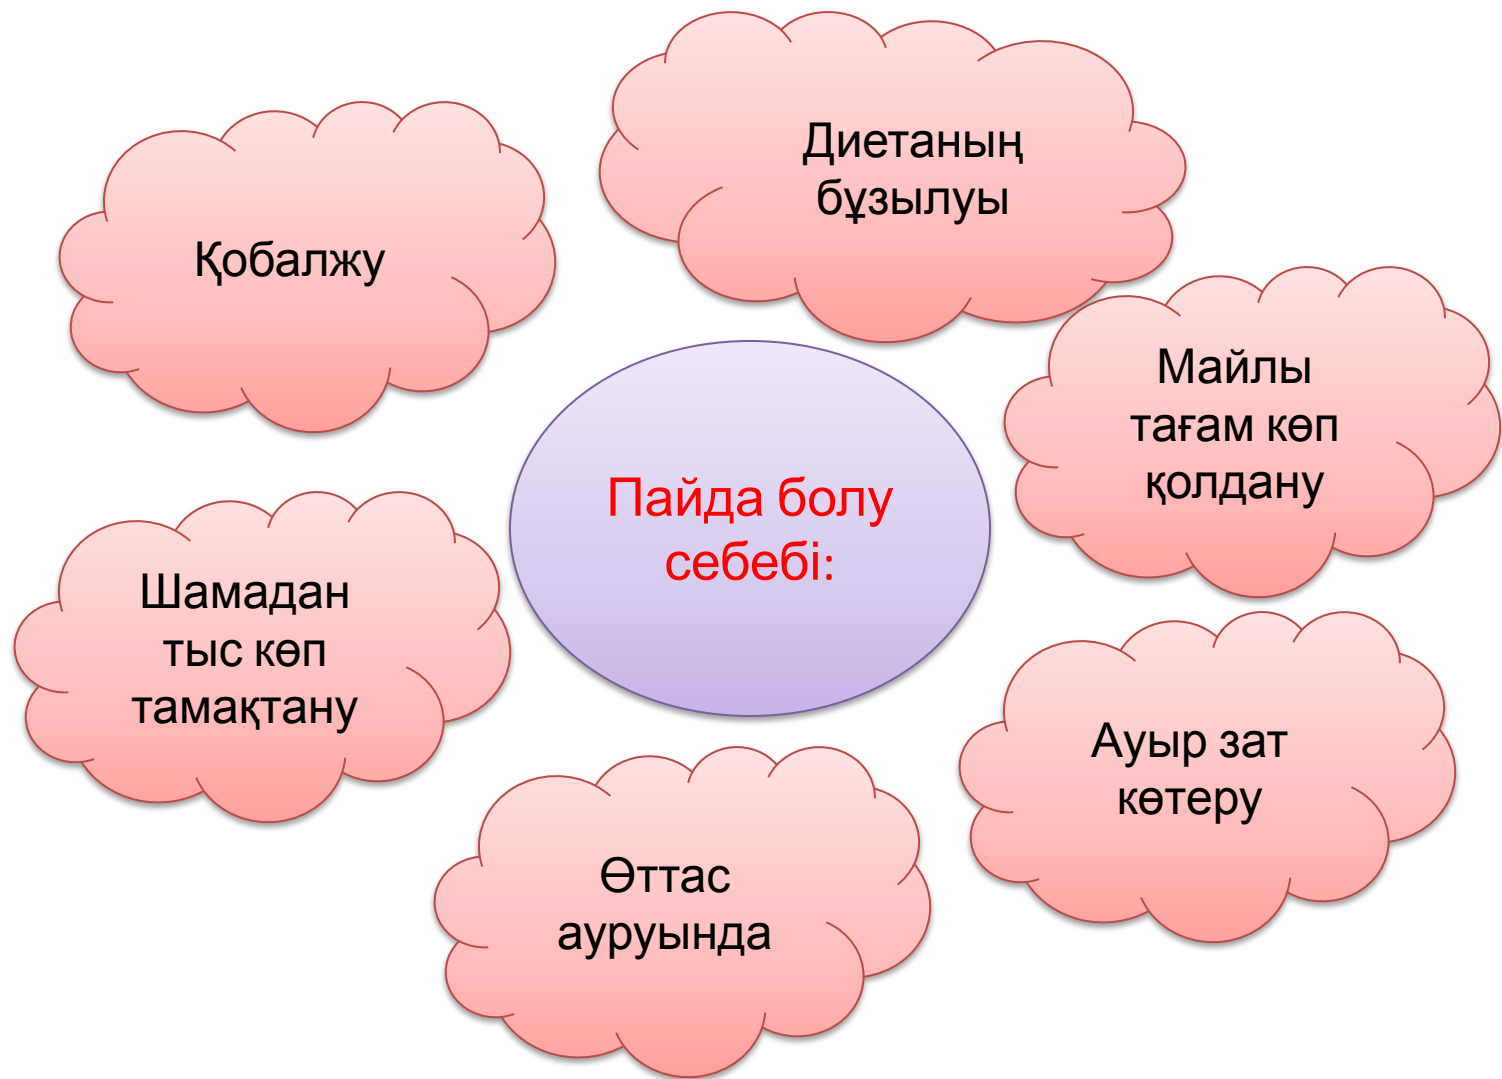 Диетаның
бұзылуы
Қобалжу
Майлы
тағам көп
қолдану
Пайда болу
себебі:
Шамадан
тыс көп
тамақтану
Ауыр зат
көтеру
Өттас
ауруында